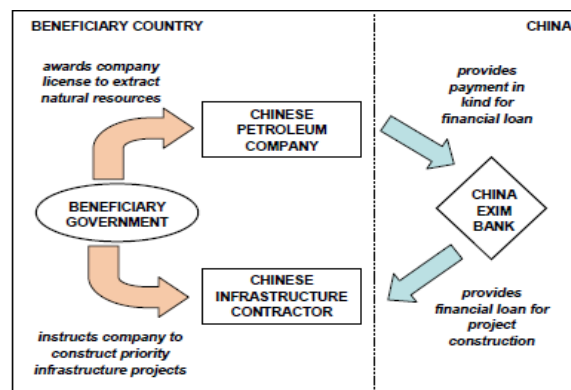 BENEFICIARY COUNTRY
CHINA
awards company
license to extract
natural resources
provides
payment in
kind for
financial loan
CHINESE
PETROLEUM
COMPANY
BENEFICIARY
GOVERNMENT
CHINA
EXIM
BANK
CHINESE
INFRASTRUCTURE
CONTRACTOR
instructs company to
construct priority
infrastructure projects
provides
financial loan for
project
construction